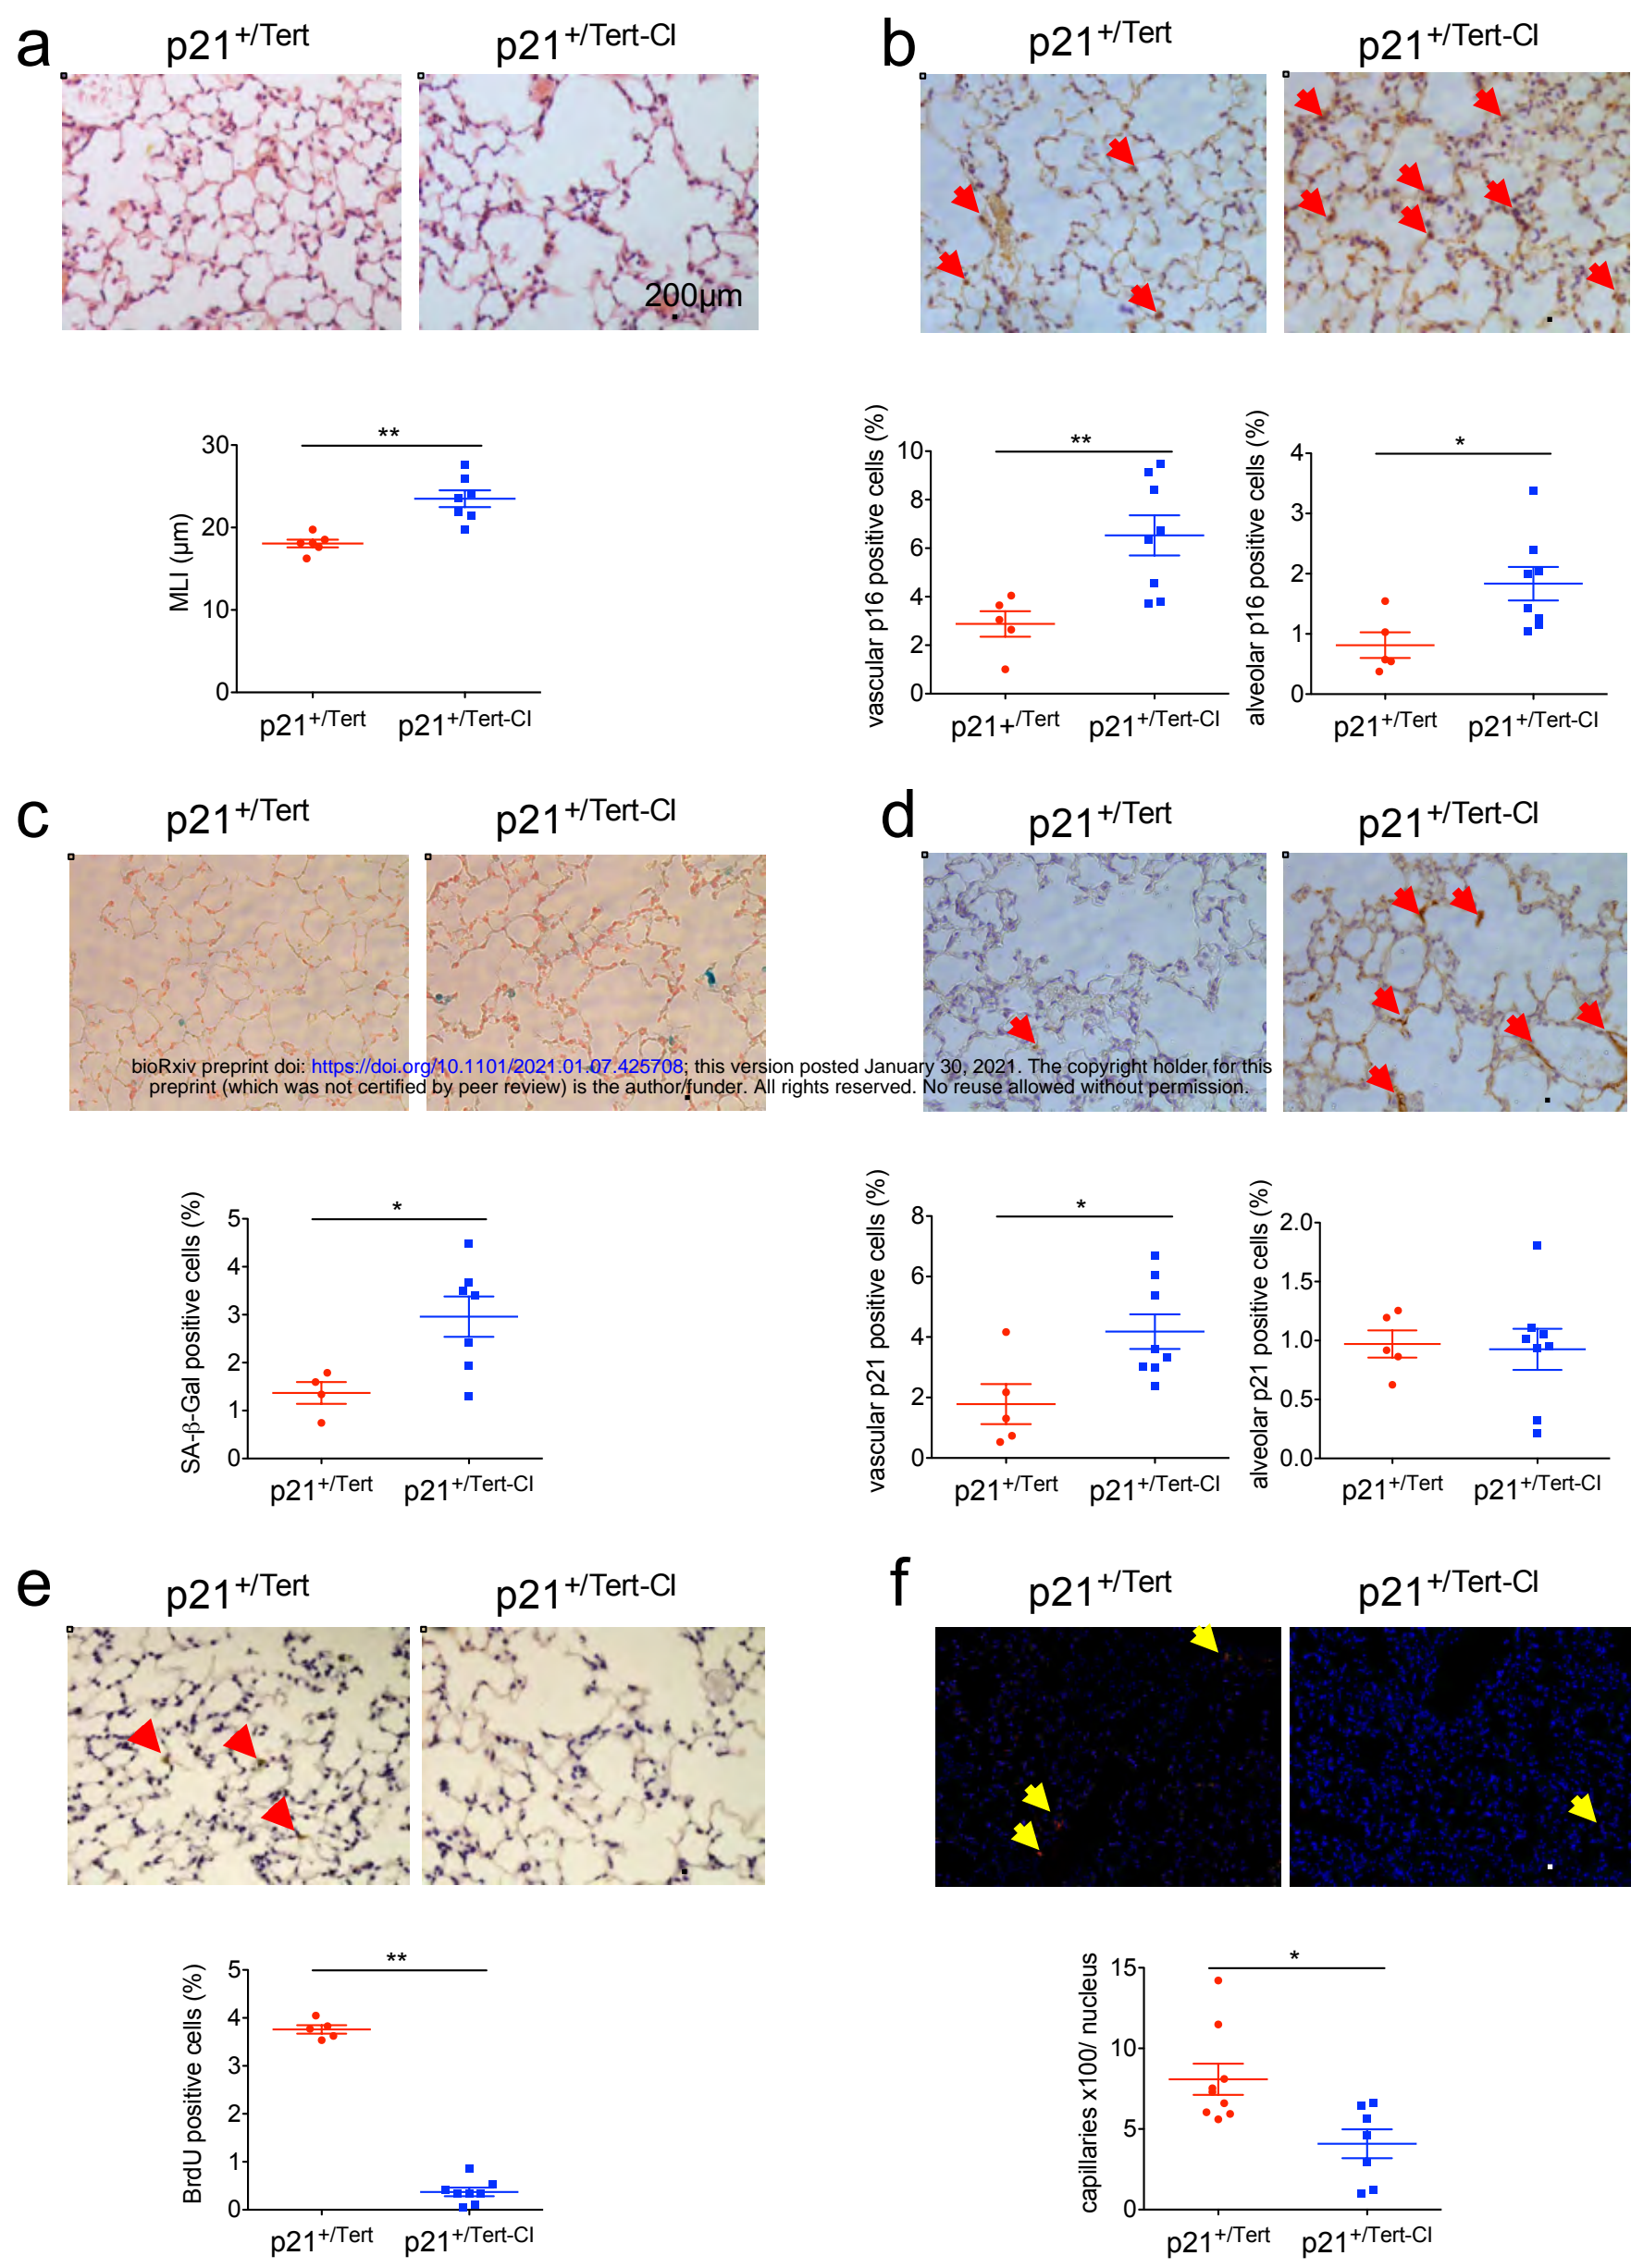 a
p21+/Tert
p21+/Tert-CI
200µm
MLI (µm)
30
20
10
0
**
p21+/Tert
p21+/Tert-CI
b
p21+/Tert
p21+/Tert-CI
vascular p16 positive cells (%)
10
8
6
4
2
0
**
p21+/Tert
p21+/Tert-CI
alveolar p16 positive cells (%)
4
3
2
1
0
*
p21+/Tert
p21+/Tert-CI
c
p21+/Tert
p21+/Tert-CI
d
p21+/Tert
p21+/Tert-CI
bioRxiv preprint doi: https://doi.org/10.1101/2021.01.07.425708; this version posted January 30, 2021. The copyright holder for this
preprint (which was not certified by peer review) is the author/funder. All rights reserved. No reuse allowed without permission.
SA-β-Gal positive cells (%)
5
4
3
2
1
0
*
p21+/Tert
p21+/Tert-CI
vascular p21 positive cells (%)
8
6
4
2
0
*
p21+/Tert
p21+/Tert-CI
alveolar p21 positive cells (%)
2.0
1.5
1.0
0.5
0.0
p21+/Tert
p21+/Tert-CI
e
p21+/Tert
p21+/Tert-CI
BrdU positive cells (%)
5
4
3
2
1
0
**
p21+/Tert
p21+/Tert-CI
f
p21+/Tert
p21+/Tert-CI
capillaries x100/ nucleus
15
10
5
0
*
p21+/Tert
p21+/Tert-CI